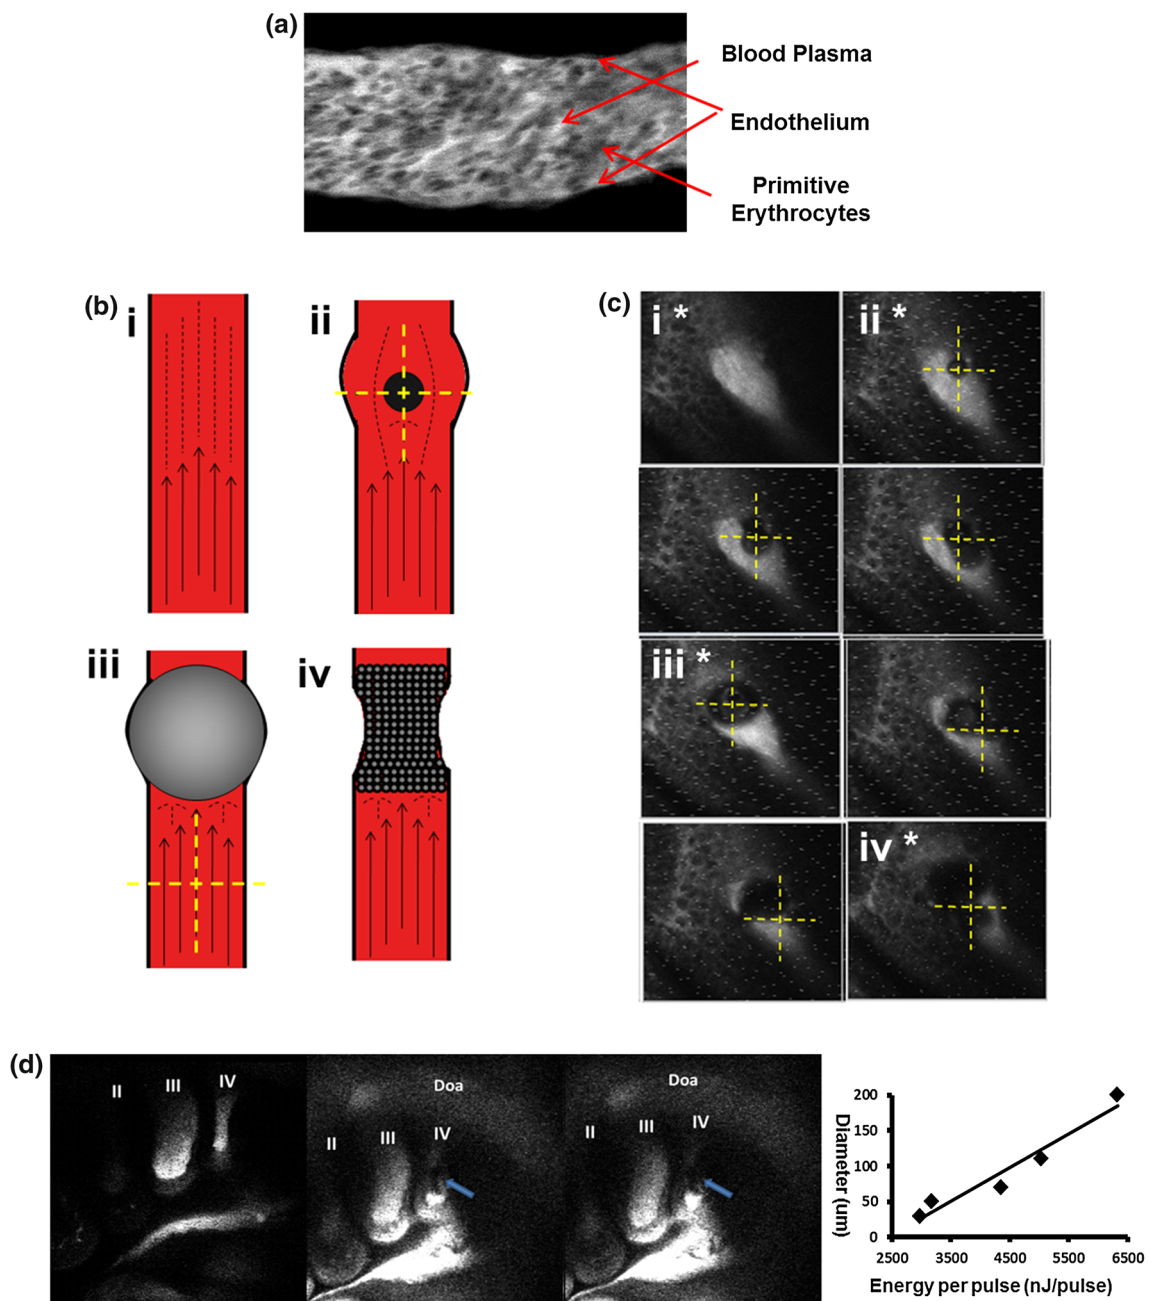 (a)
Blood Plasma
Endothelium
Primitive
Erythrocytes
(b)
i
ii
iii
iv
(c)
i *
ii *
iii *
iv *
(d)
II
III
IV
Doa
II
III
IV
Doa
II
III
IV
Diameter (um)
200
150
100
50
0
2500
3500
4500
5500
6500
Energy per pulse (nJ/pulse)